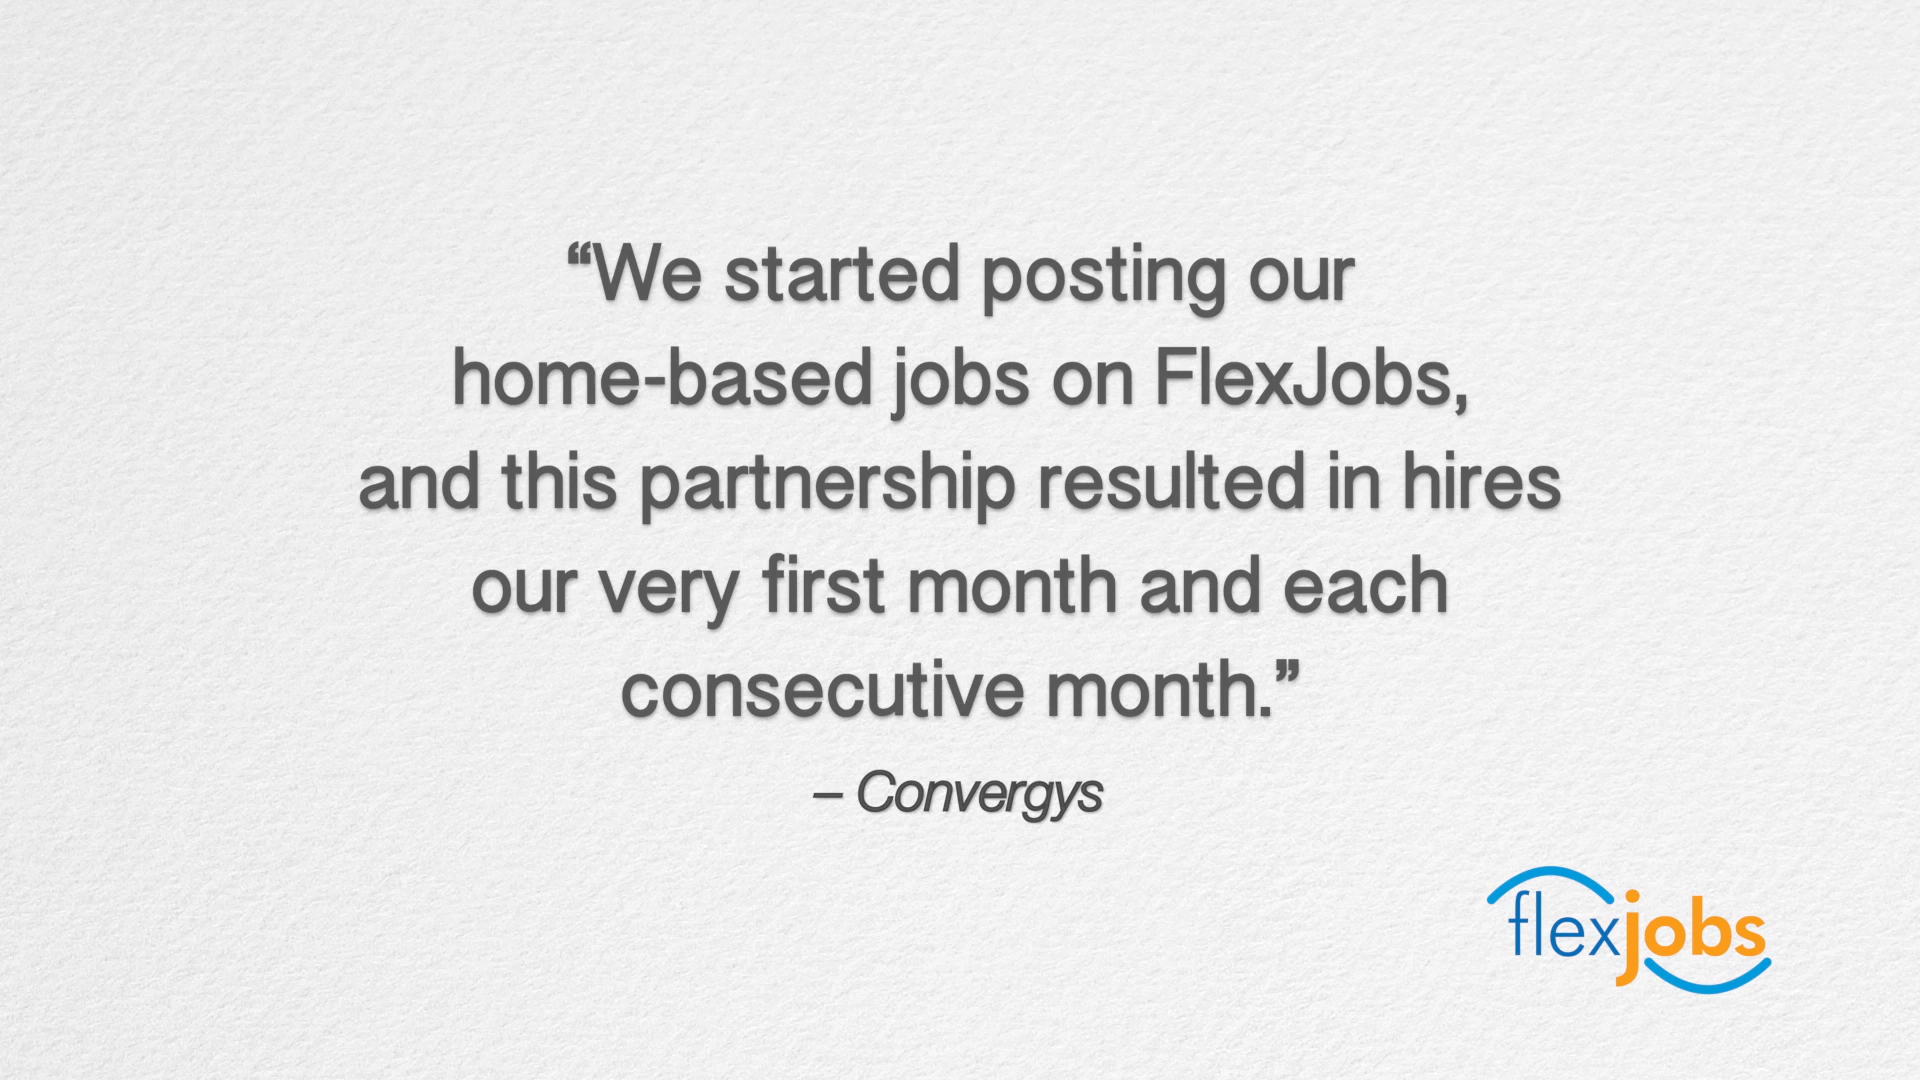 “We started posting our
home-based jobs on FlexJobs,
and this partnership resulted in hires
our very first month and each
consecutive month.”
– Convergys
flexjobs